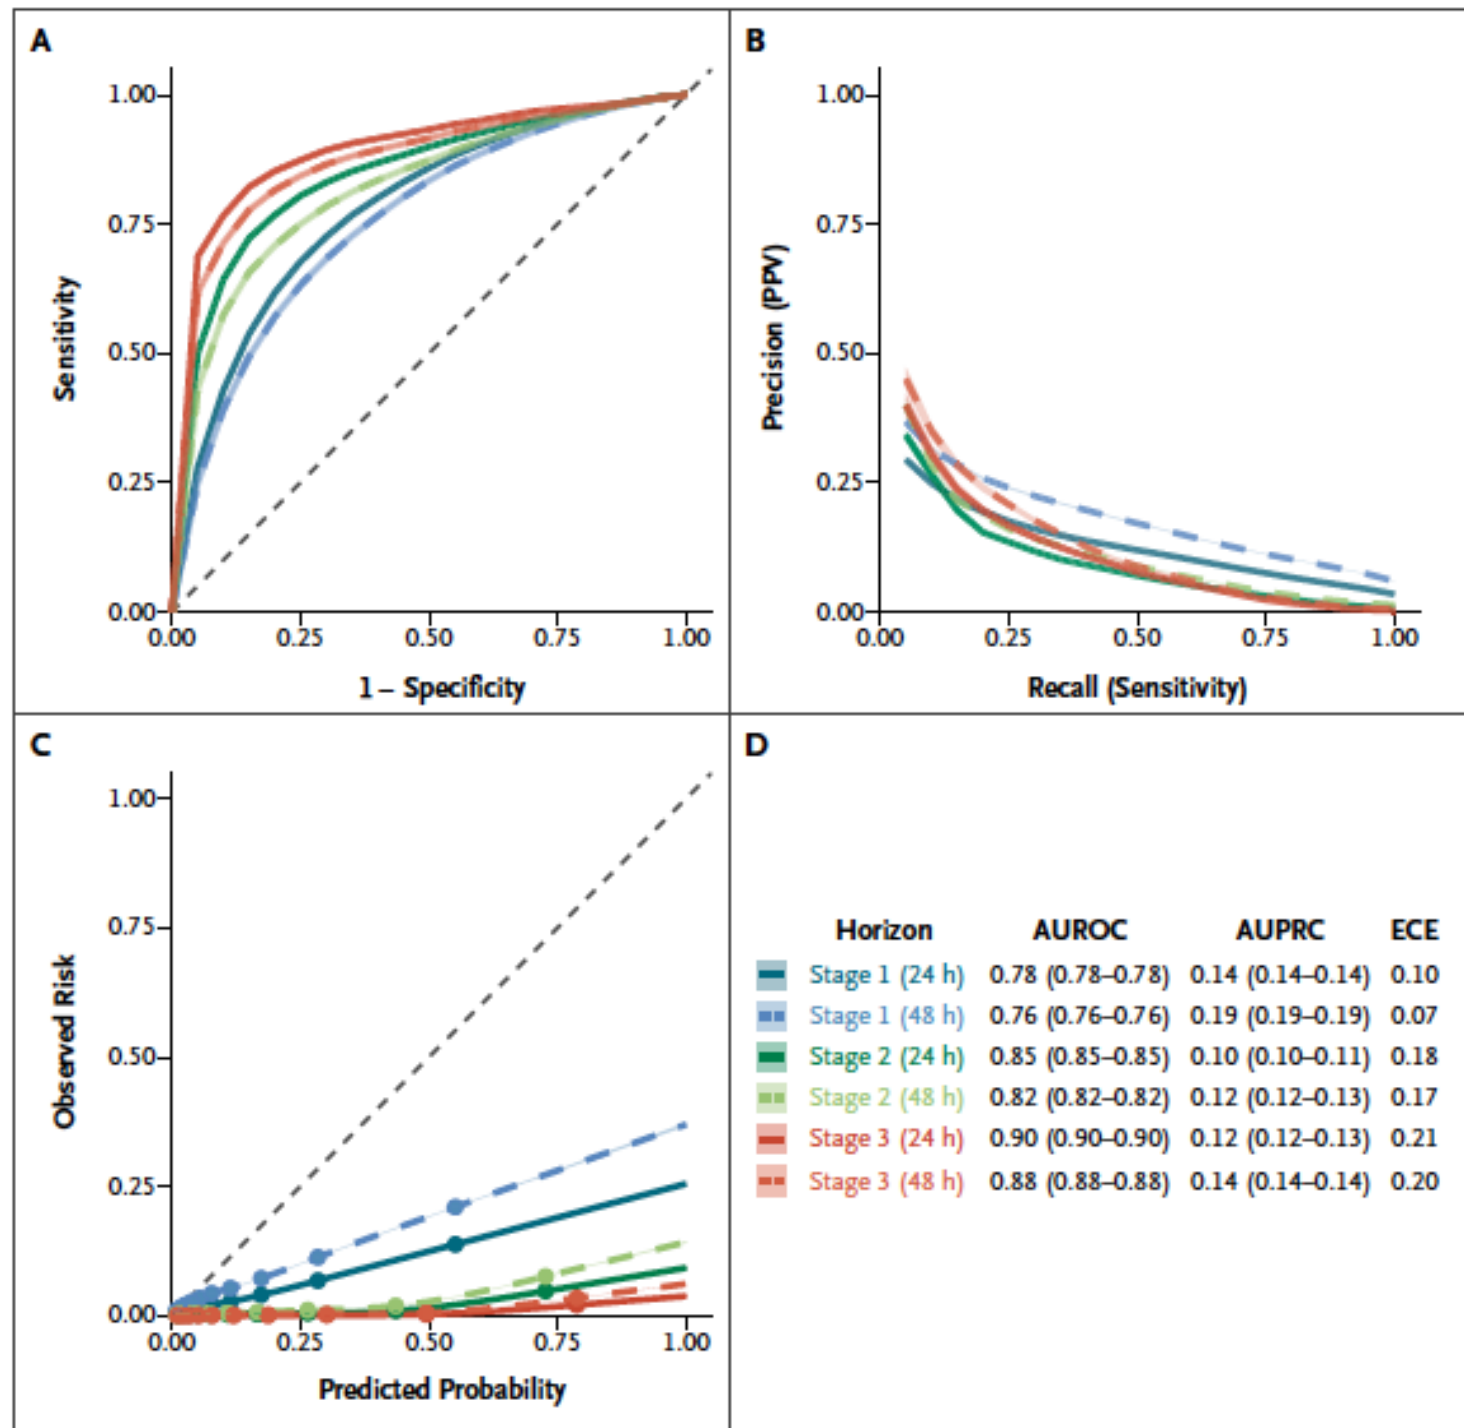 A
1.00
0.75
0.50
0.25
0.00
Sensitivity
0.00 0.25 0.50 0.75 1.00
1 – Specificity
B
1.00
0.75
0.50
0.25
0.00
Precision (PPV)
0.00 0.25 0.50 0.75 1.00
Recall (Sensitivity)
C
1.00
0.75
0.50
0.25
0.00
Observed Risk
0.00 0.25 0.50 0.75 1.00
Predicted Probability
D
Horizon AUROC AUPRC ECE
Stage 1 (24 h) 0.78 (0.78–0.78) 0.14 (0.14–0.14) 0.10
Stage 1 (48 h) 0.76 (0.76–0.76) 0.19 (0.19–0.19) 0.07
Stage 2 (24 h) 0.85 (0.85–0.85) 0.10 (0.10–0.11) 0.18
Stage 2 (48 h) 0.82 (0.82–0.82) 0.12 (0.12–0.13) 0.17
Stage 3 (24 h) 0.90 (0.90–0.90) 0.12 (0.12–0.13) 0.21
Stage 3 (48 h) 0.88 (0.88–0.88) 0.14 (0.14–0.14) 0.20